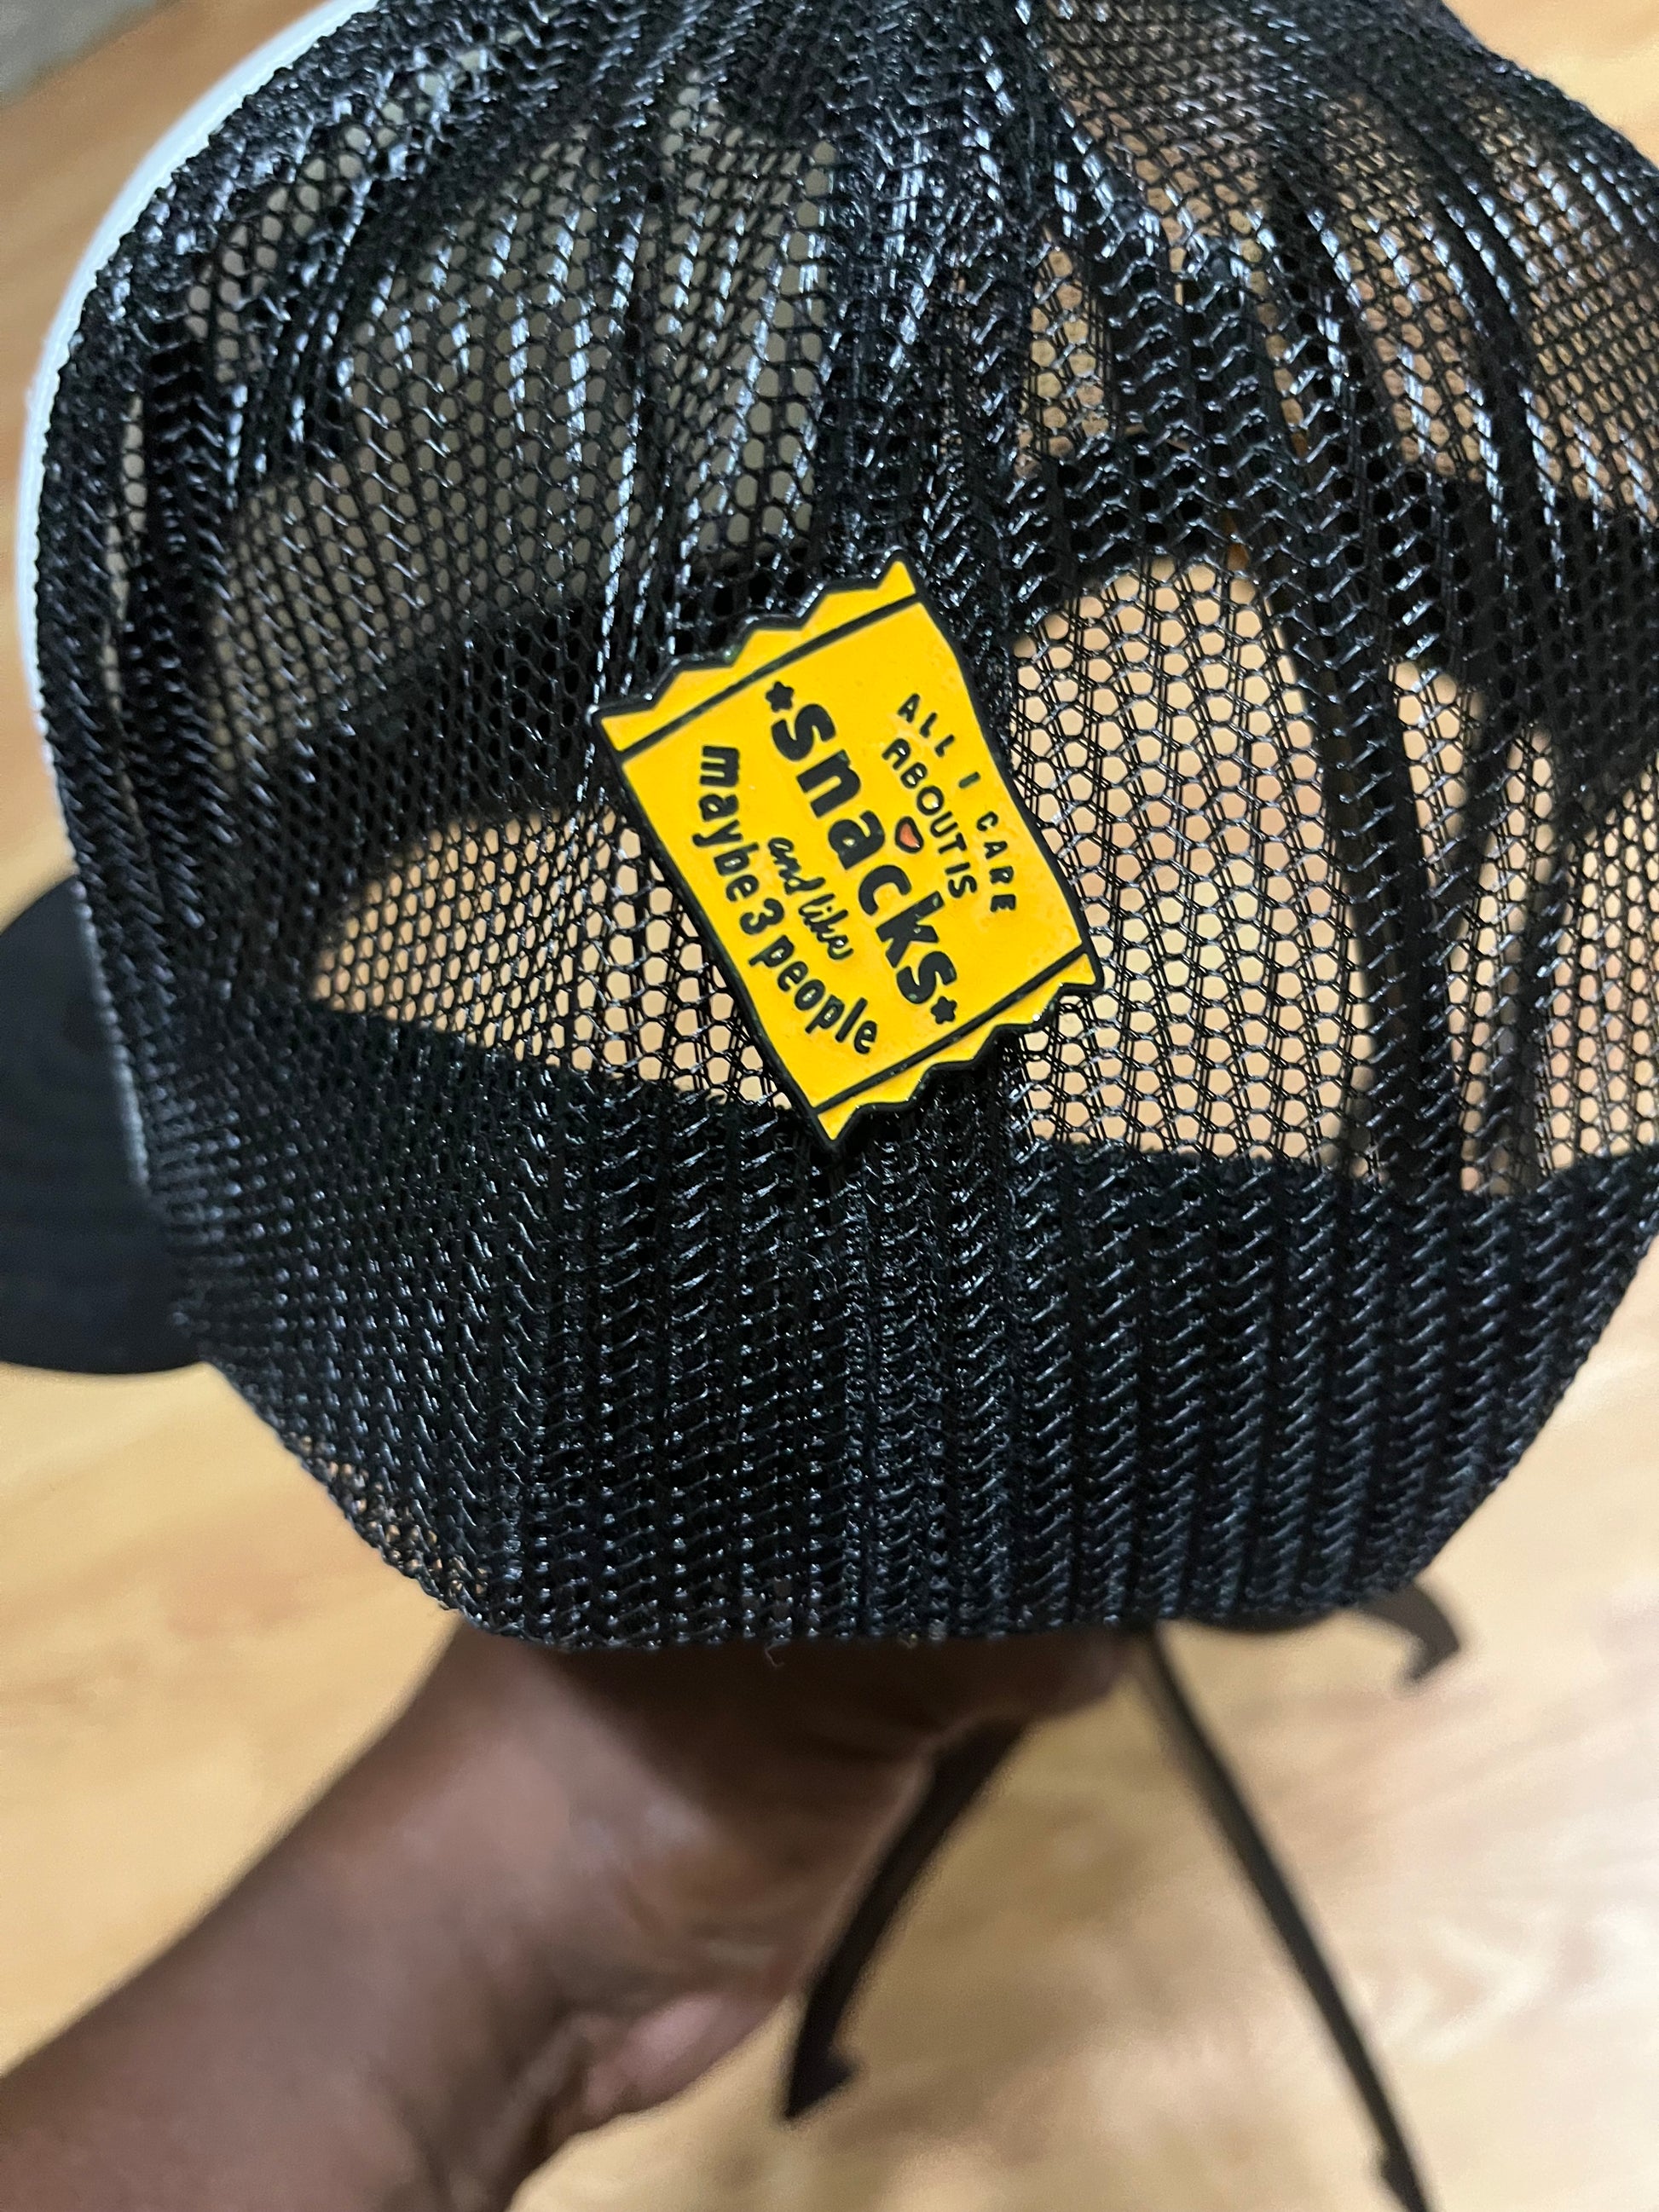 ALL I CARE
ABOUT IS
*snacks*
and like
maybe 3 people